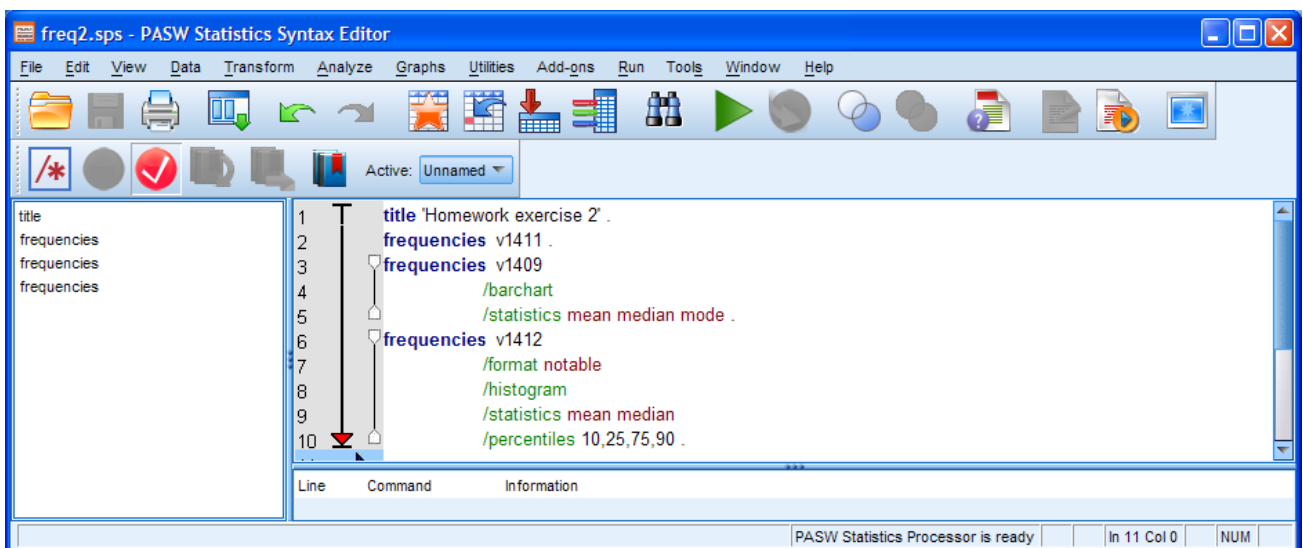 freq2.sps - PASW Statistics Syntax Editor
File Edit View Data Transform Analyze Graphs Utilities Add-ons Run Tools Window Help
/*
Active: Unnamed
title
frequencies
frequencies
frequencies
1 title 'Homework exercise 2' .
2 frequencies v1411 .
3 frequencies v1409
4 /barchart
5 /statistics mean median mode .
6 frequencies v1412
7 /format notable
8 /histogram
9 /statistics mean median
10 /percentiles 10,25,75,90 .
Line Command Information
PASW Statistics Processor is ready In 11 Col 0 NUM